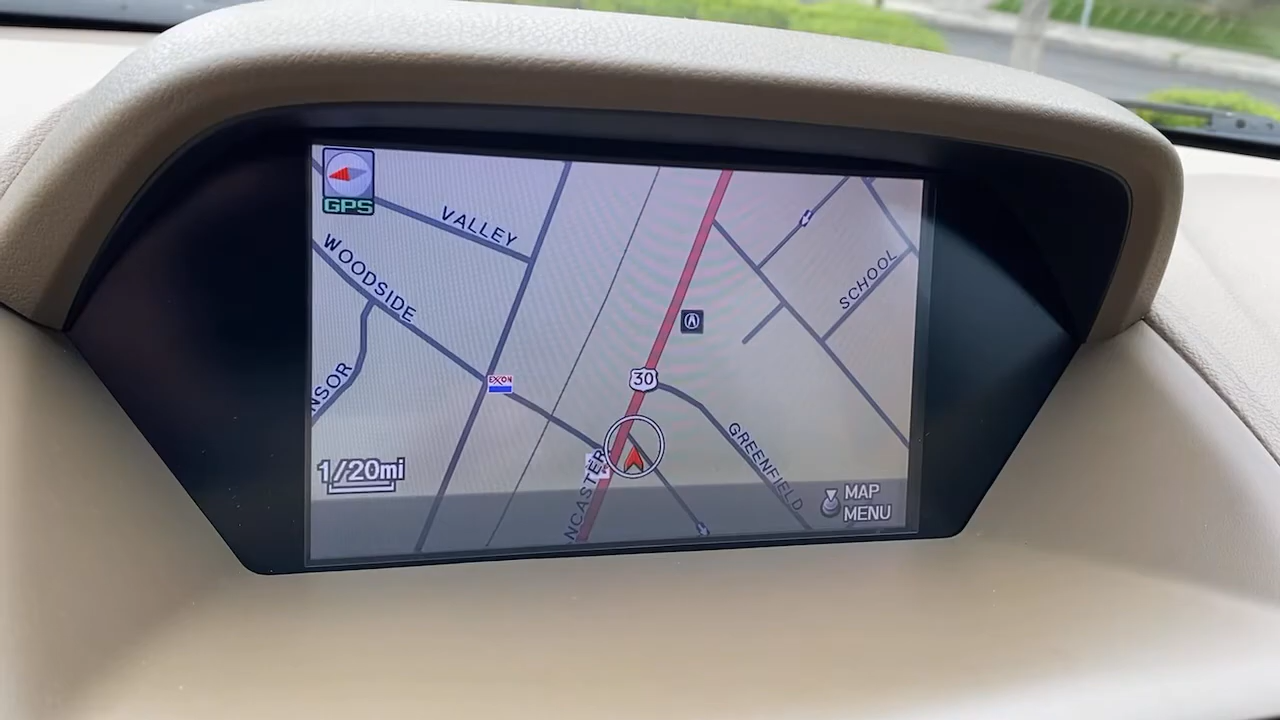 GPS
VALLEY
WOODSIDE
SCHOOL
NSOR
EXXON
30
GREENFIELD
NCASTER
1/20mi
MAP
MENU